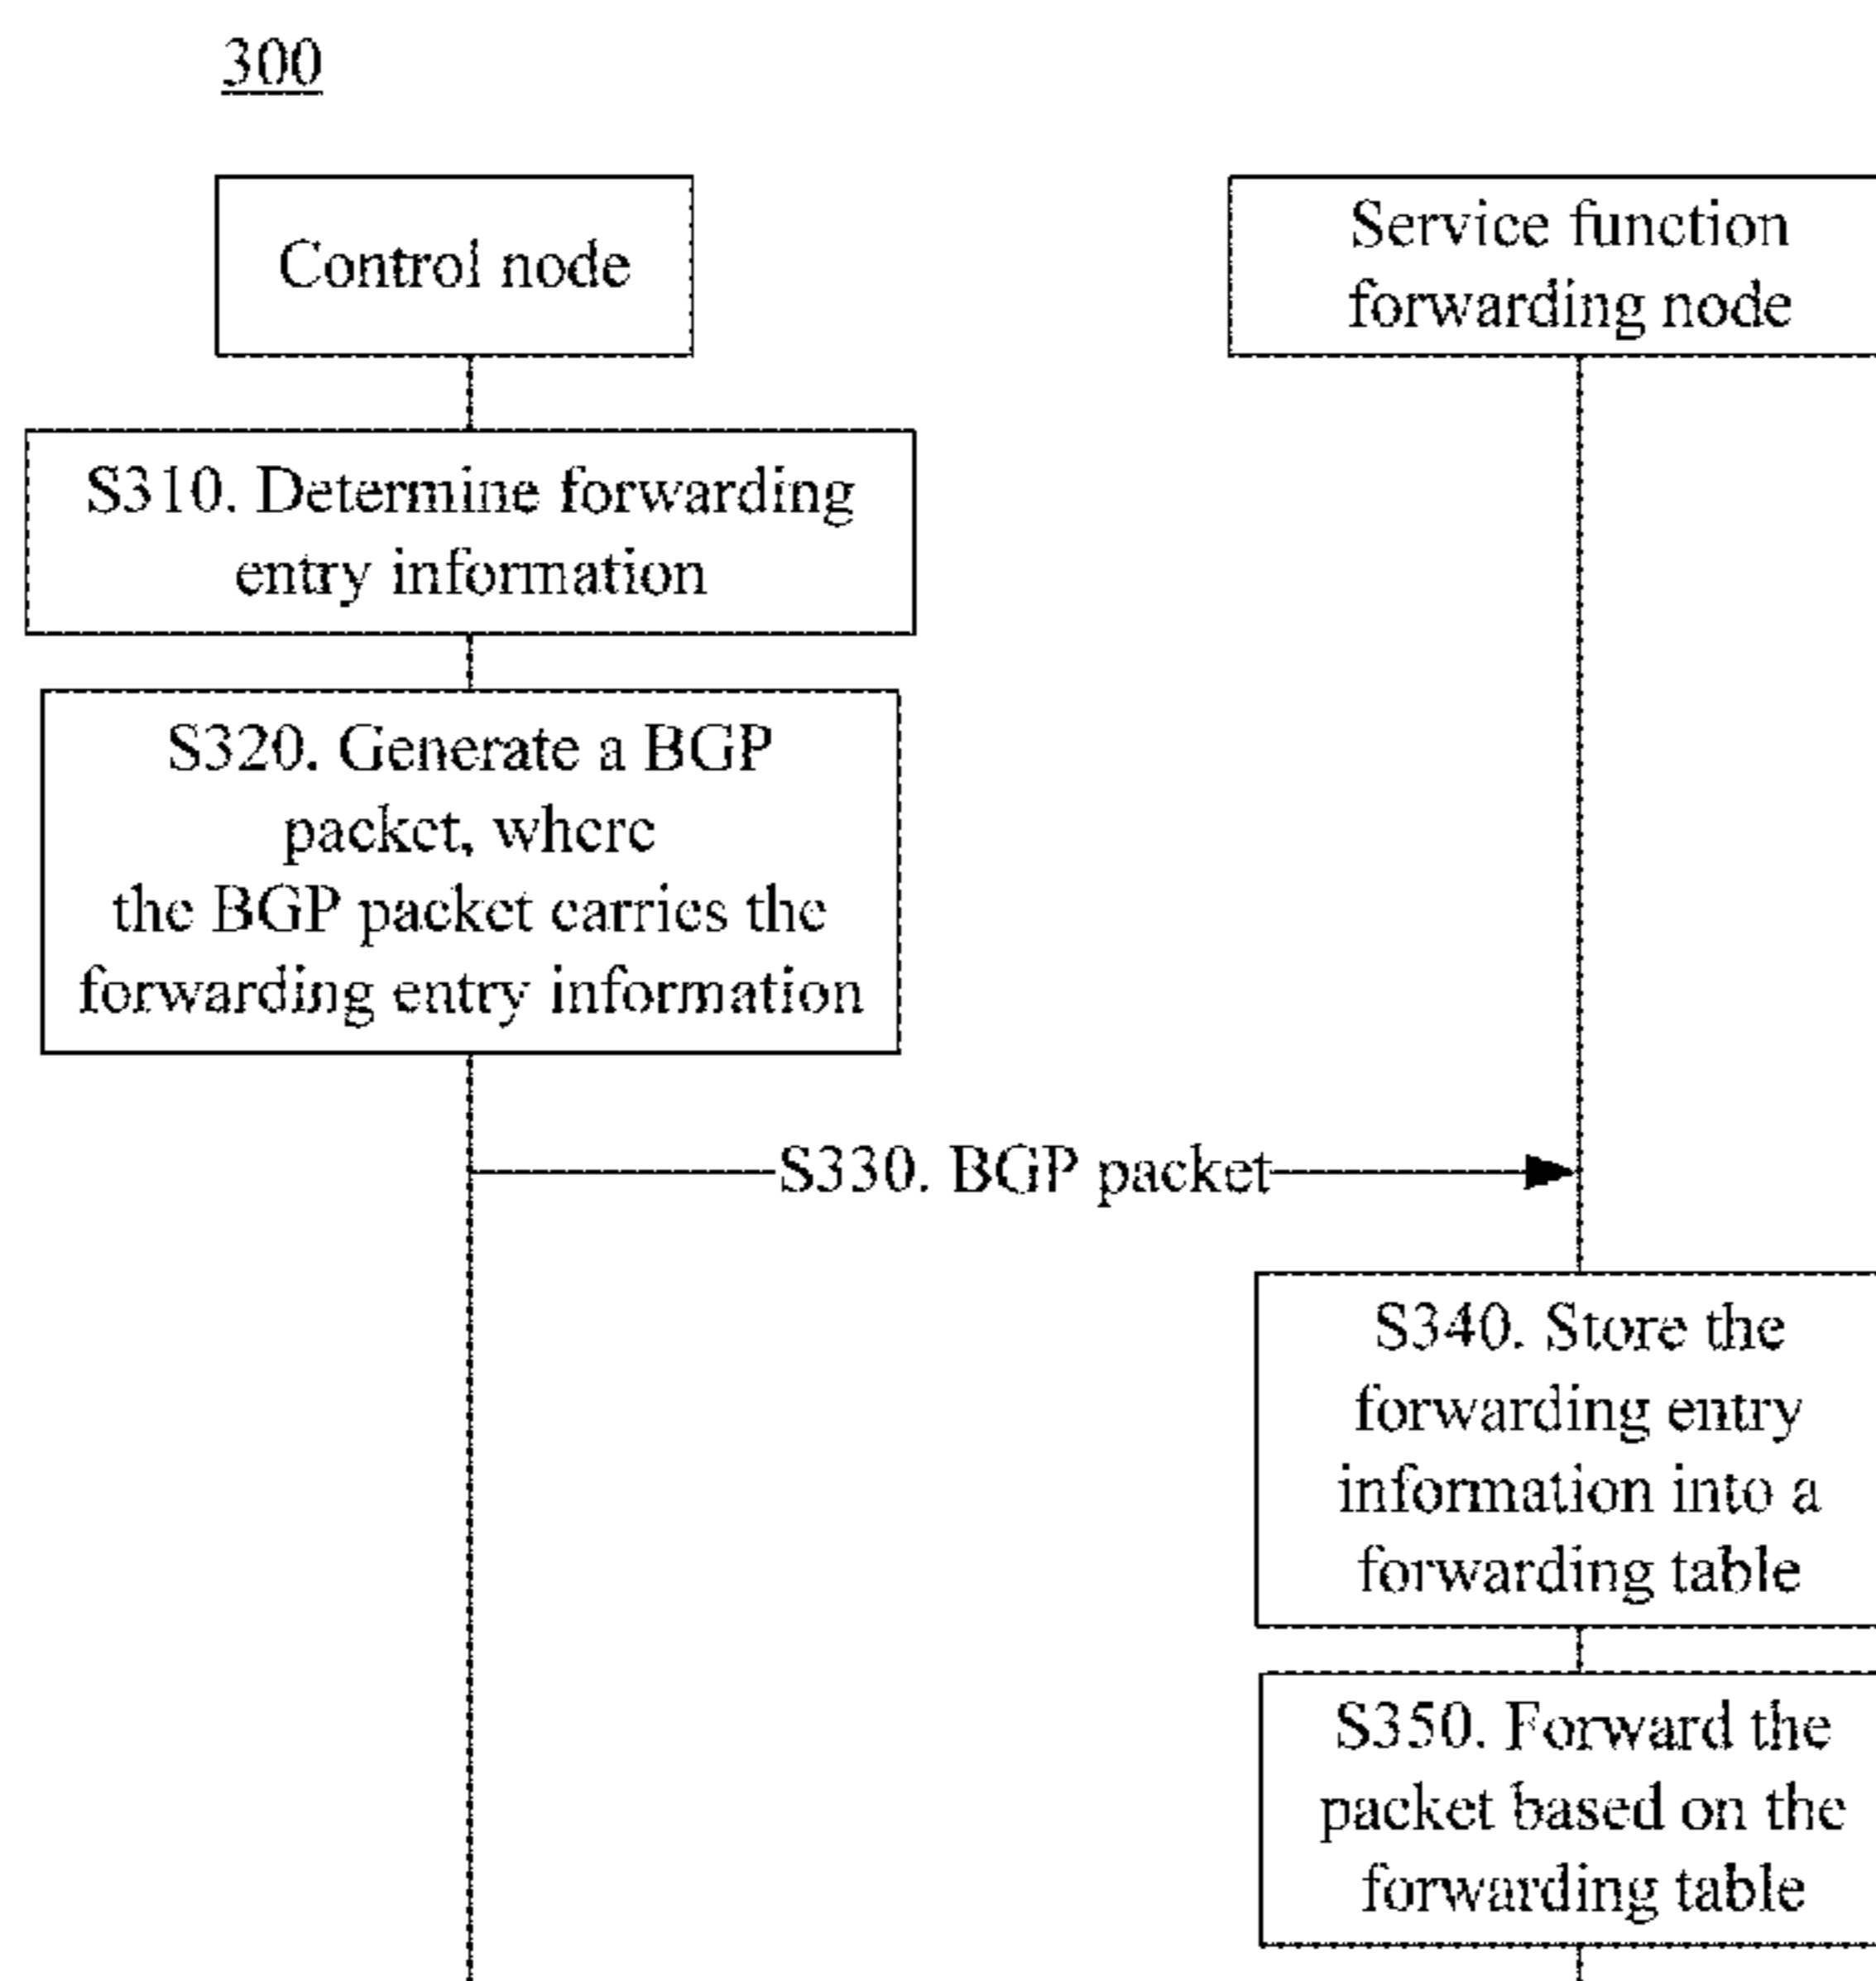 300
Control node
Service function
forwarding node
S310. Determine forwarding
entry information
S320. Generate a BGP
packet, where
the BGP packet carries the
forwarding entry information
S330. BGP packet
S340. Store the
forwarding entry
information into a
forwarding table
S350. Forward the
packet based on the
forwarding table